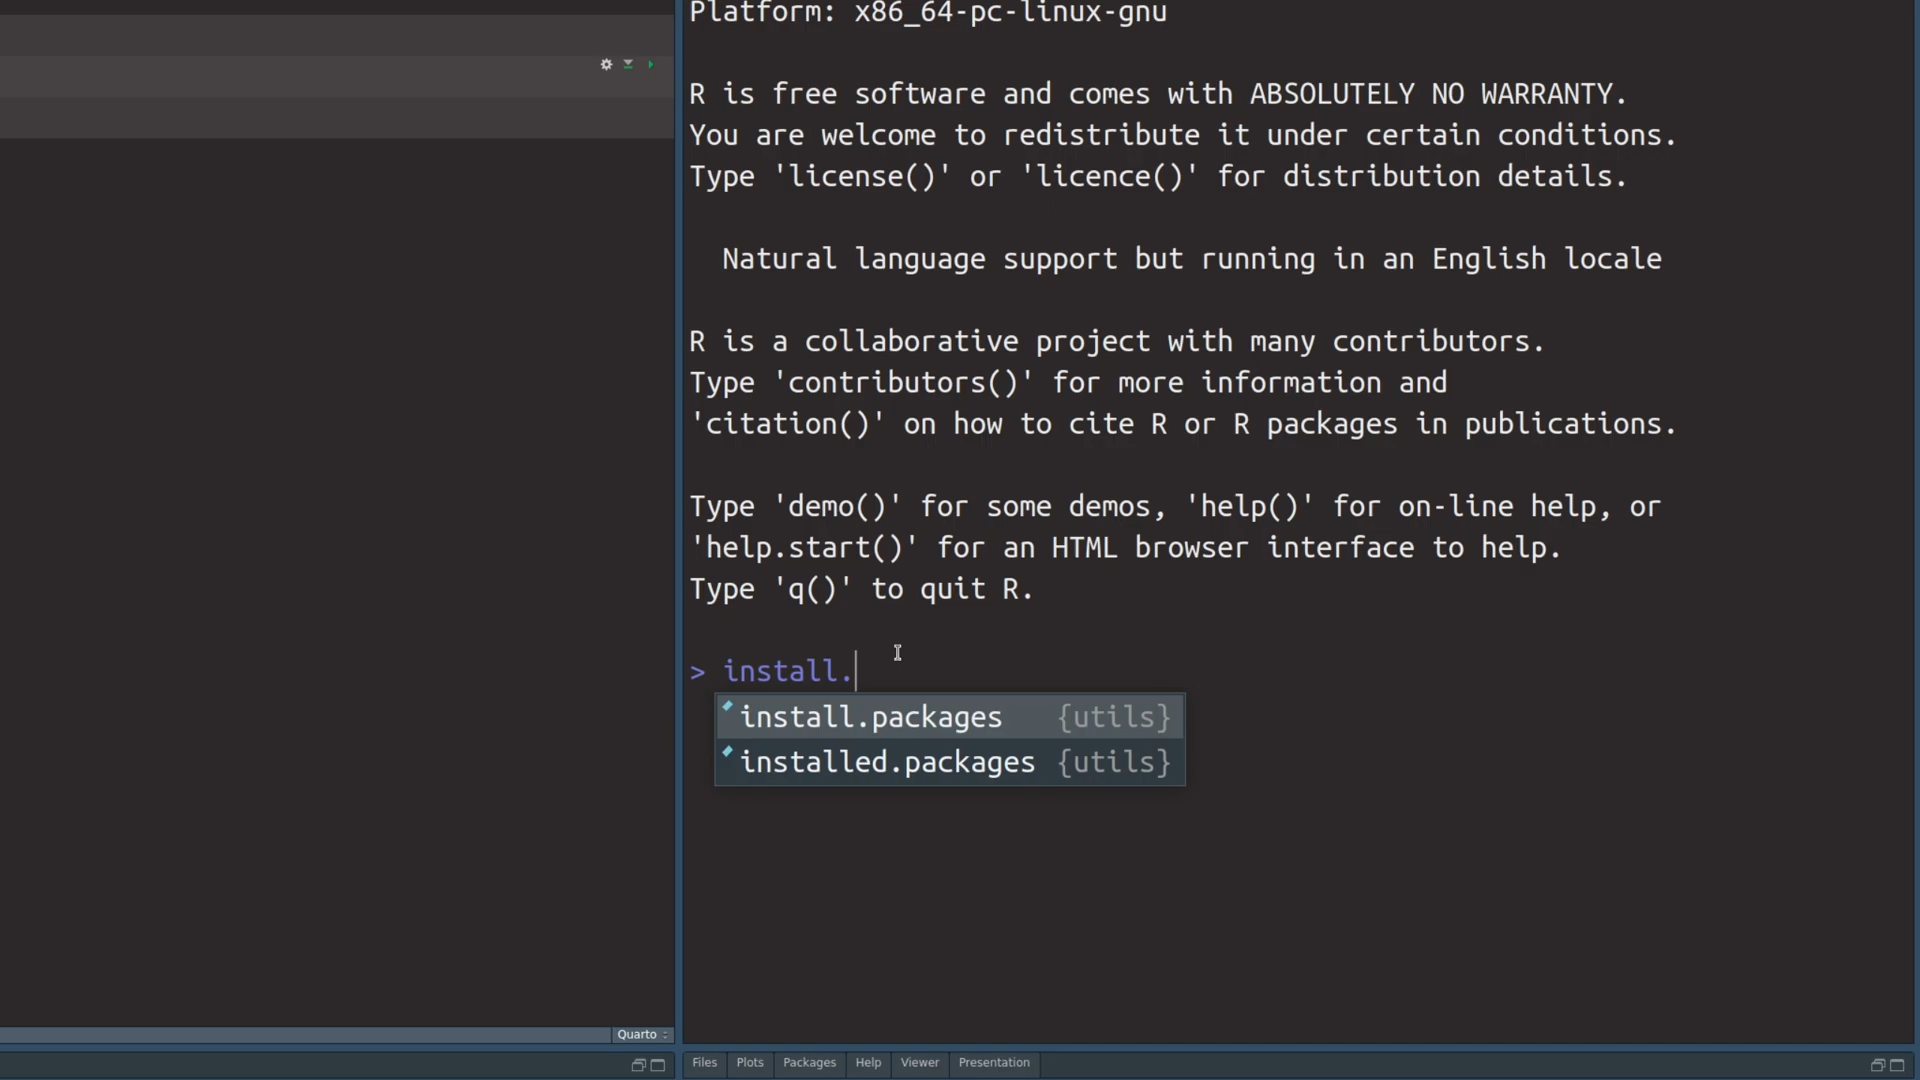 Platform: x86_64-pc-linux-gnu
R is free software and comes with ABSOLUTELY NO WARRANTY.
You are welcome to redistribute it under certain conditions.
Type 'license()' or 'licence()' for distribution details.
Natural language support but running in an English locale
R is a collaborative project with many contributors.
Type 'contributors()' for more information and
'citation()' on how to cite R or R packages in publications.
Type 'demo()' for some demos, 'help()' for on-line help, or
'help.start()' for an HTML browser interface to help.
Type 'q()' to quit R.
> install.
install.packages {utils}
installed.packages {utils}
Quarto
Files Plots Packages Help Viewer Presentation